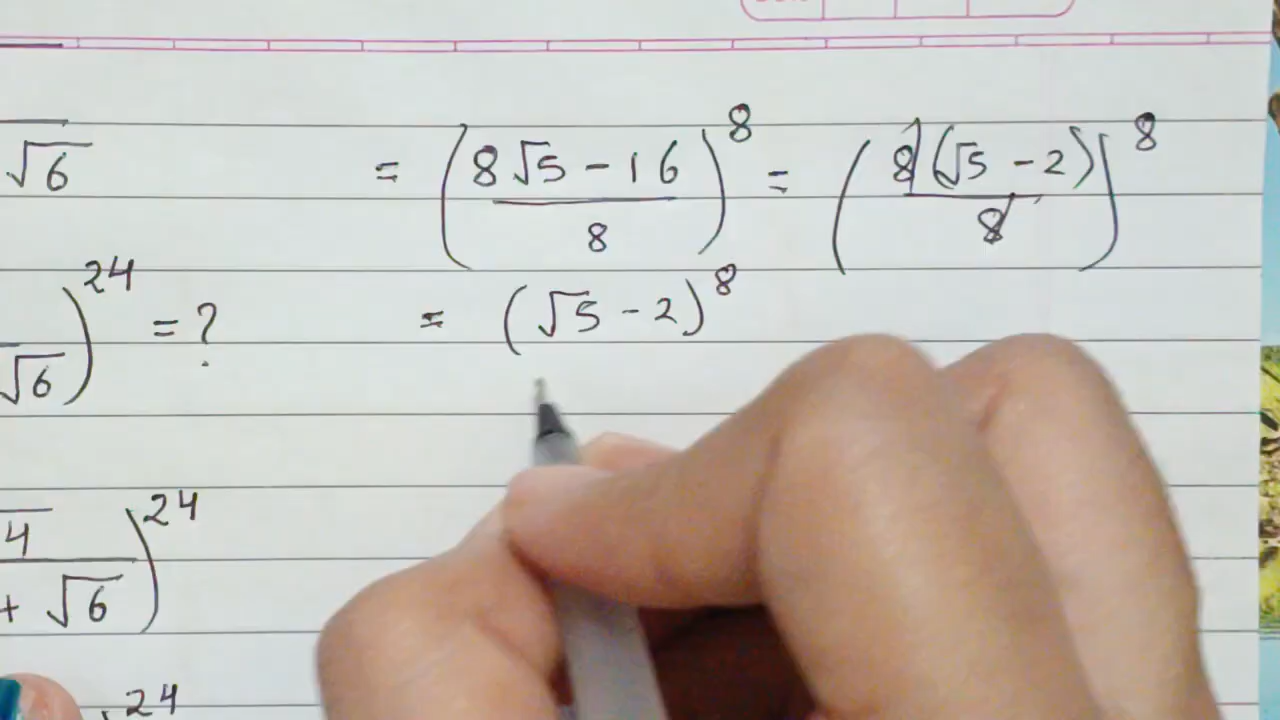 √6
= (8√5 - 16 / 8)^8 = (8(√5 - 2) / 8)^8
√6)^24 = ?
= (√5 - 2)^8
4 / + √6)^24
24